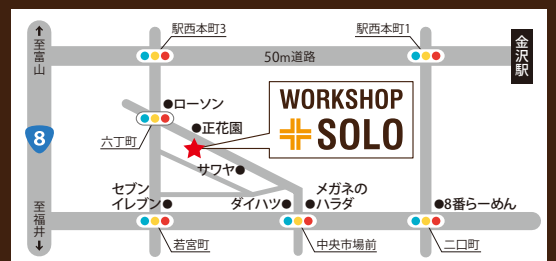 ↑至富山
駅西本町3
駅西本町1
金沢駅
50m道路
●ローソン
●正花園
六丁町
サワヤ●
WORKSHOP
SOLO
8
至福井↓
セブン
イレブン●
ダイハツ●
メガネの
●ハラダ
●8番らーめん
若宮町
中央市場前
二口町